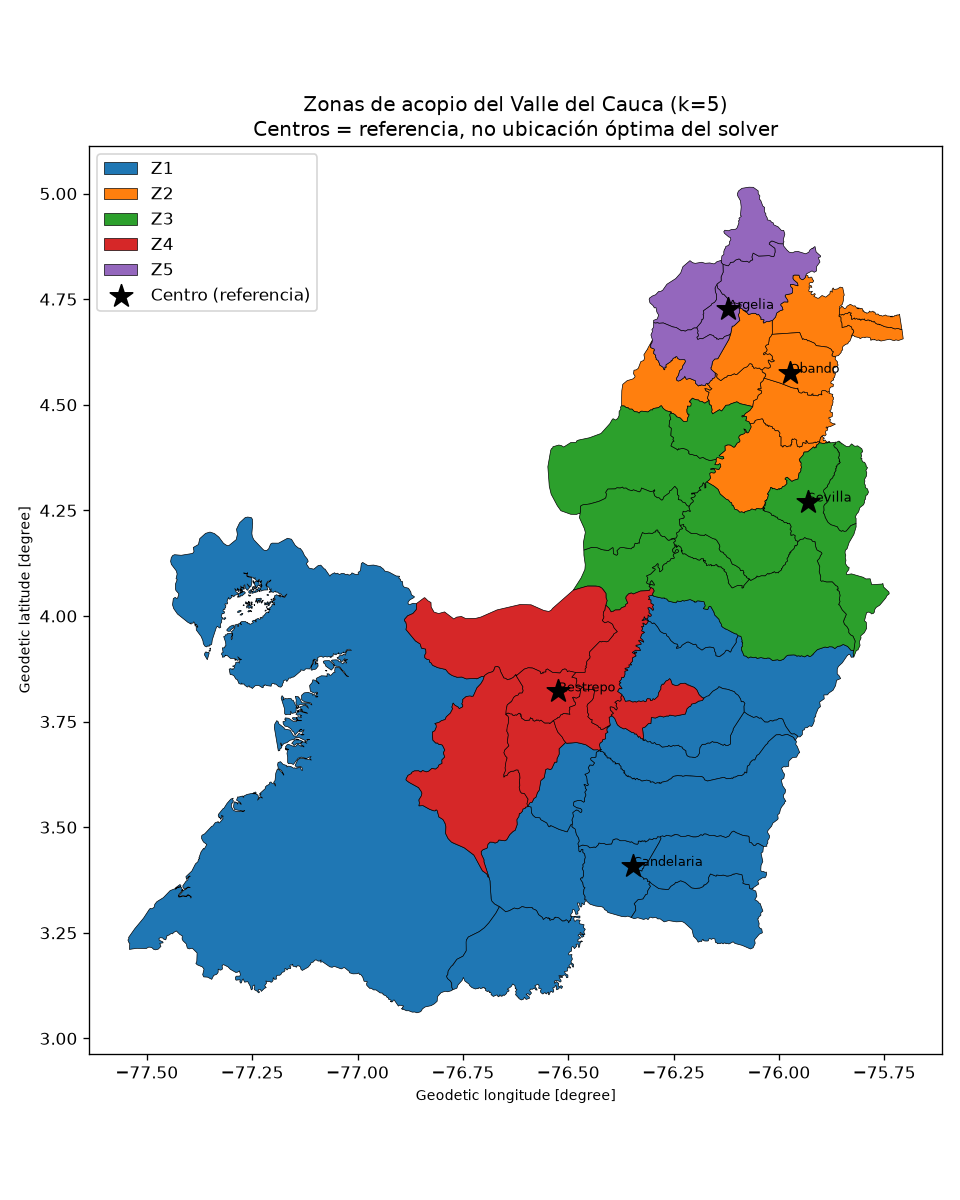 Zonas de acopio del Valle del Cauca (k=5)
Centros = referencia, no ubicación óptima del solver
Z1
Z2
Z3
Z4
Z5
Centro (referencia)
Argelia
Obando
Sevilla
Restrepo
Candelaria
5.00
4.75
4.50
4.25
4.00
3.75
3.50
3.25
3.00
Geodetic latitude [degree]
−77.50 −77.25 −77.00 −76.75 −76.50 −76.25 −76.00 −75.75
Geodetic longitude [degree]